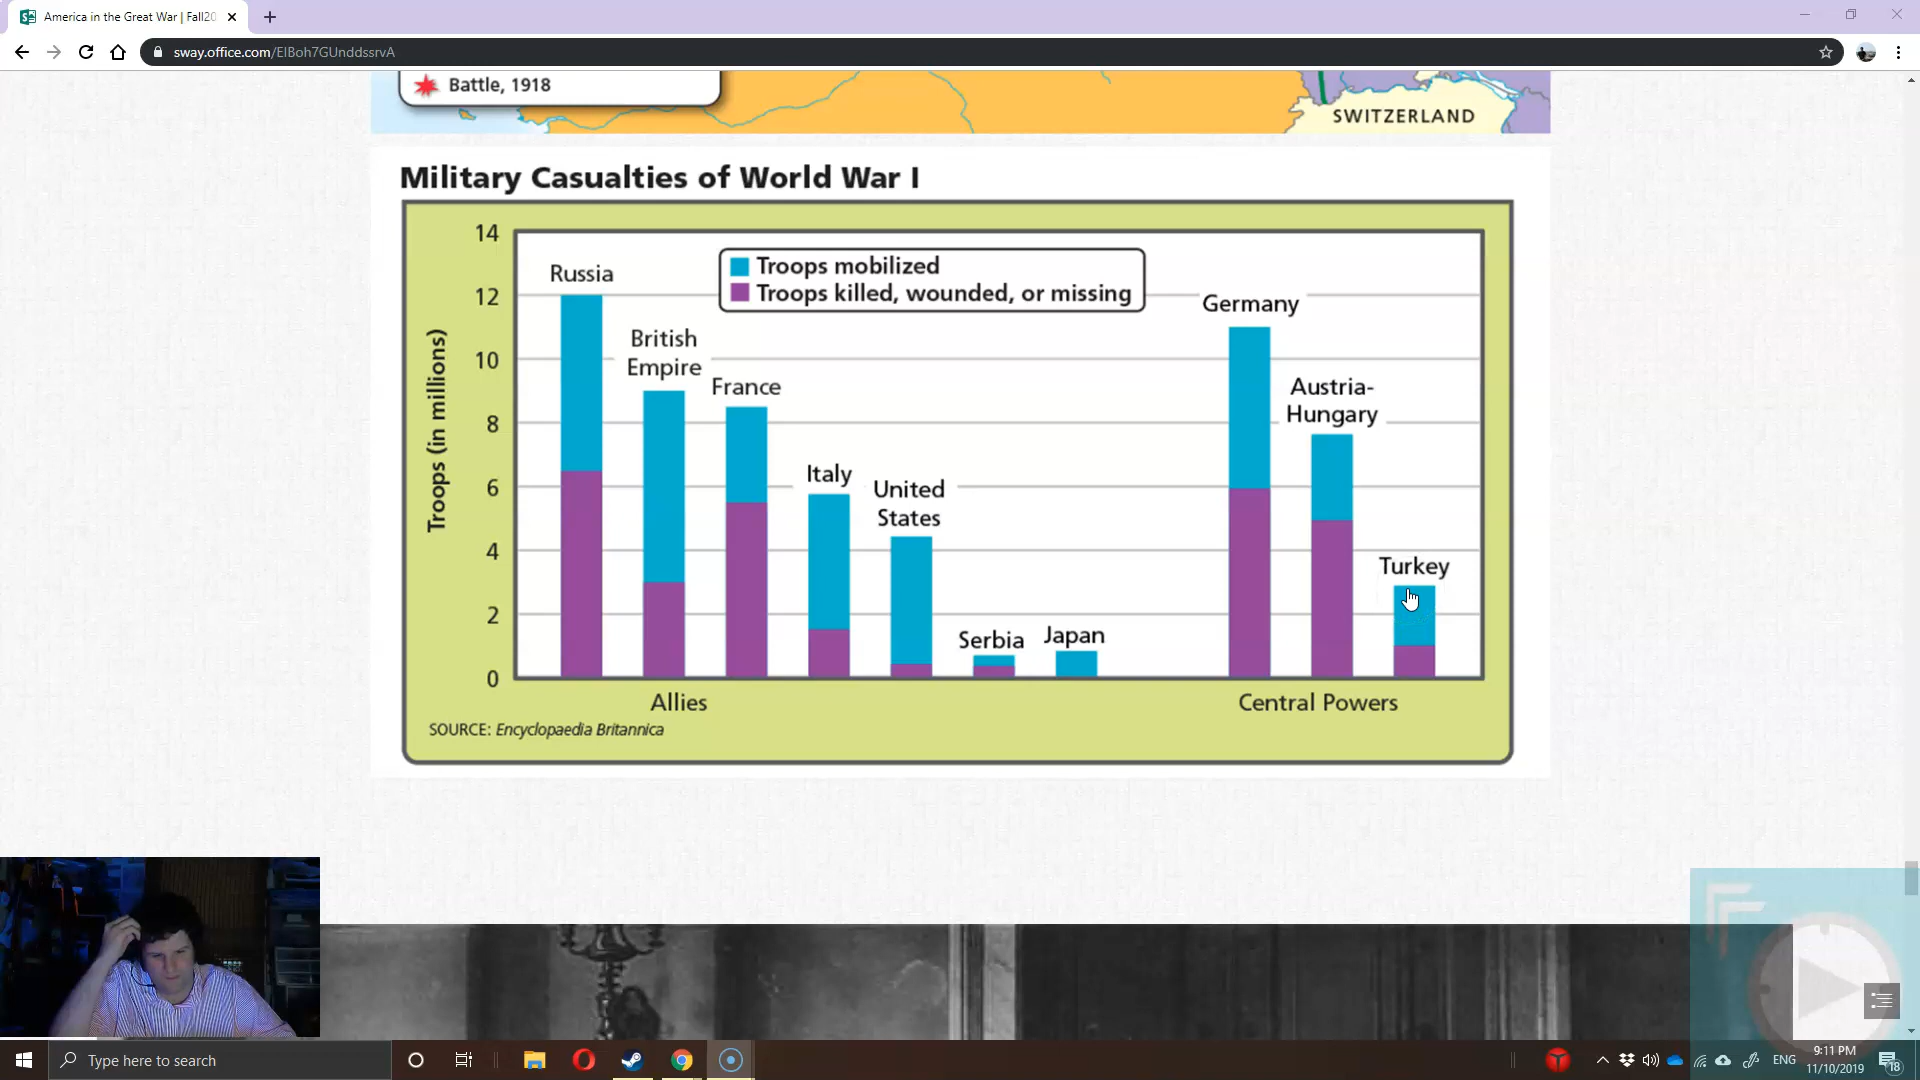 America in the Great War | Fall20
sway.office.com/EIBoh7GUnddssrvA
Battle, 1918
SWITZERLAND
Military Casualties of World War I
14
12
10
8
6
4
2
0
Troops (in millions)
Troops mobilized
Troops killed, wounded, or missing
Russia
British
Empire
France
Italy
United
States
Serbia
Japan
Germany
Austria-
Hungary
Turkey
Allies
Central Powers
SOURCE: Encyclopaedia Britannica
Type here to search
ENG
9:11 PM
11/10/2019
18